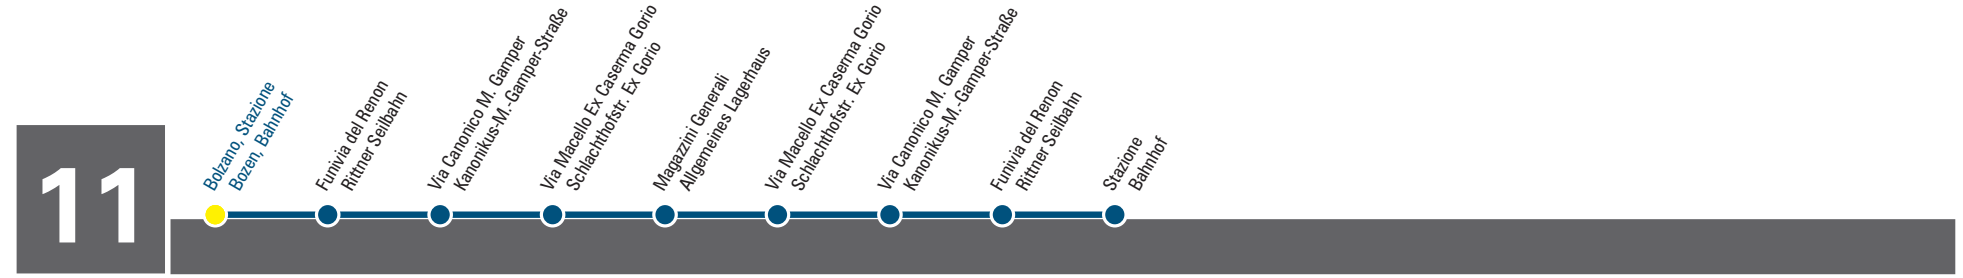 11
Bolzano, Stazione
Bozen, Bahnhof
Funivia del Renon
Rittner Seilbahn
Via Canonico M. Gamper
Kanonikus-M.-Gamper-Straße
Via Macello Ex Caserma Gorio
Schlachthofstr. Ex Gorio
Magazzini Generali
Allgemeines Lagerhaus
Via Macello Ex Caserma Gorio
Schlachthofstr. Ex Gorio
Via Canonico M. Gamper
Kanonikus-M.-Gamper-Straße
Funivia del Renon
Rittner Seilbahn
Stazione
Bahnhof